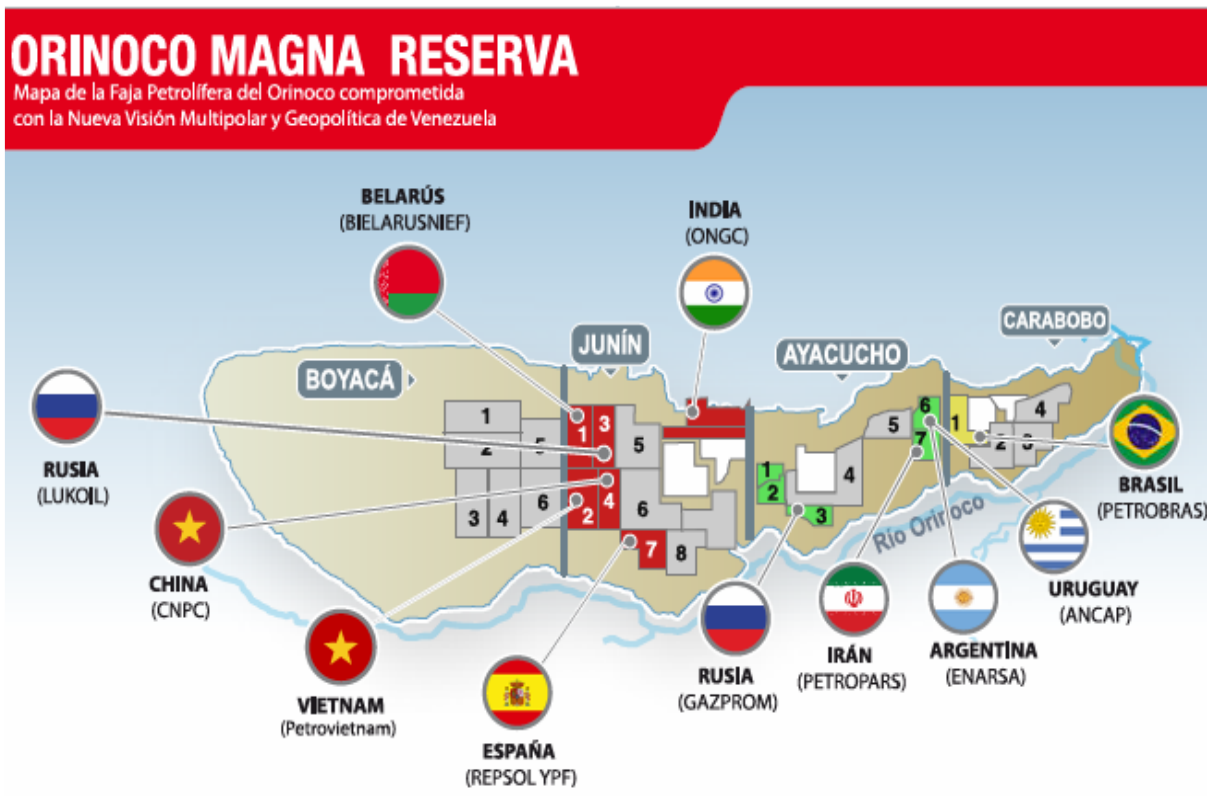 ORINOCO MAGNA RESERVA
Mapa de la Faja Petrolífera del Orinoco comprometida
con la Nueva Visión Multipolar y Geopolítica de Venezuela
BELARÚS
(BIELARUSNIEF)
INDIA
(ONGC)
CARABOBO
JUNÍN
AYACUCHO
BOYACÁ
RUSIA
(LUKOIL)
CHINA
(CNPC)
VIETNAM
(Petrovietnam)
ESPAÑA
(REPSOL YPF)
RUSIA
(GAZPROM)
IRÁN
(PETROPARS)
ARGENTINA
(ENARSA)
URUGUAY
(ANCAP)
BRASIL
(PETROBRAS)
Río Orinoco
1
2
3
4
5
6
1
3
5
2
4
6
7
8
1
2
3
4
5
6
7
1
2
3
4